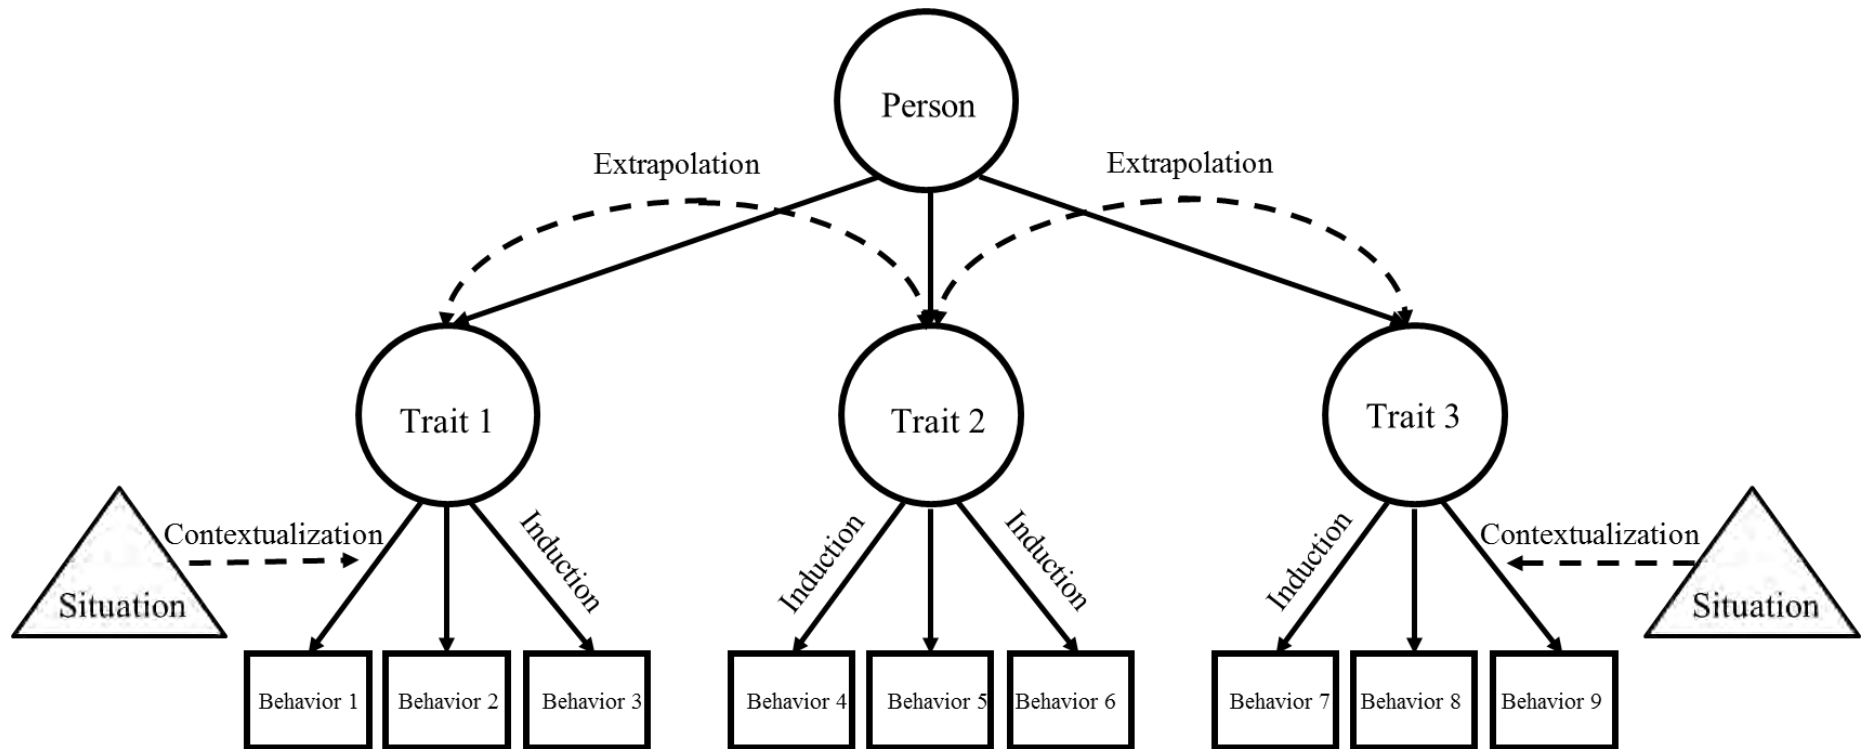 Person
Extrapolation
Extrapolation
Trait 1
Trait 2
Trait 3
Contextualization
Induction
Induction
Induction
Induction
Contextualization
Situation
Situation
Behavior 1
Behavior 2
Behavior 3
Behavior 4
Behavior 5
Behavior 6
Behavior 7
Behavior 8
Behavior 9